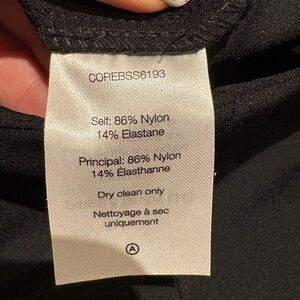 COREBSS6193
Self: 86% Nylon
14% Elastane
Principal: 86% Nylon
14% Élasthanne
Dry clean only
Nettoyage à sec
uniquement
A